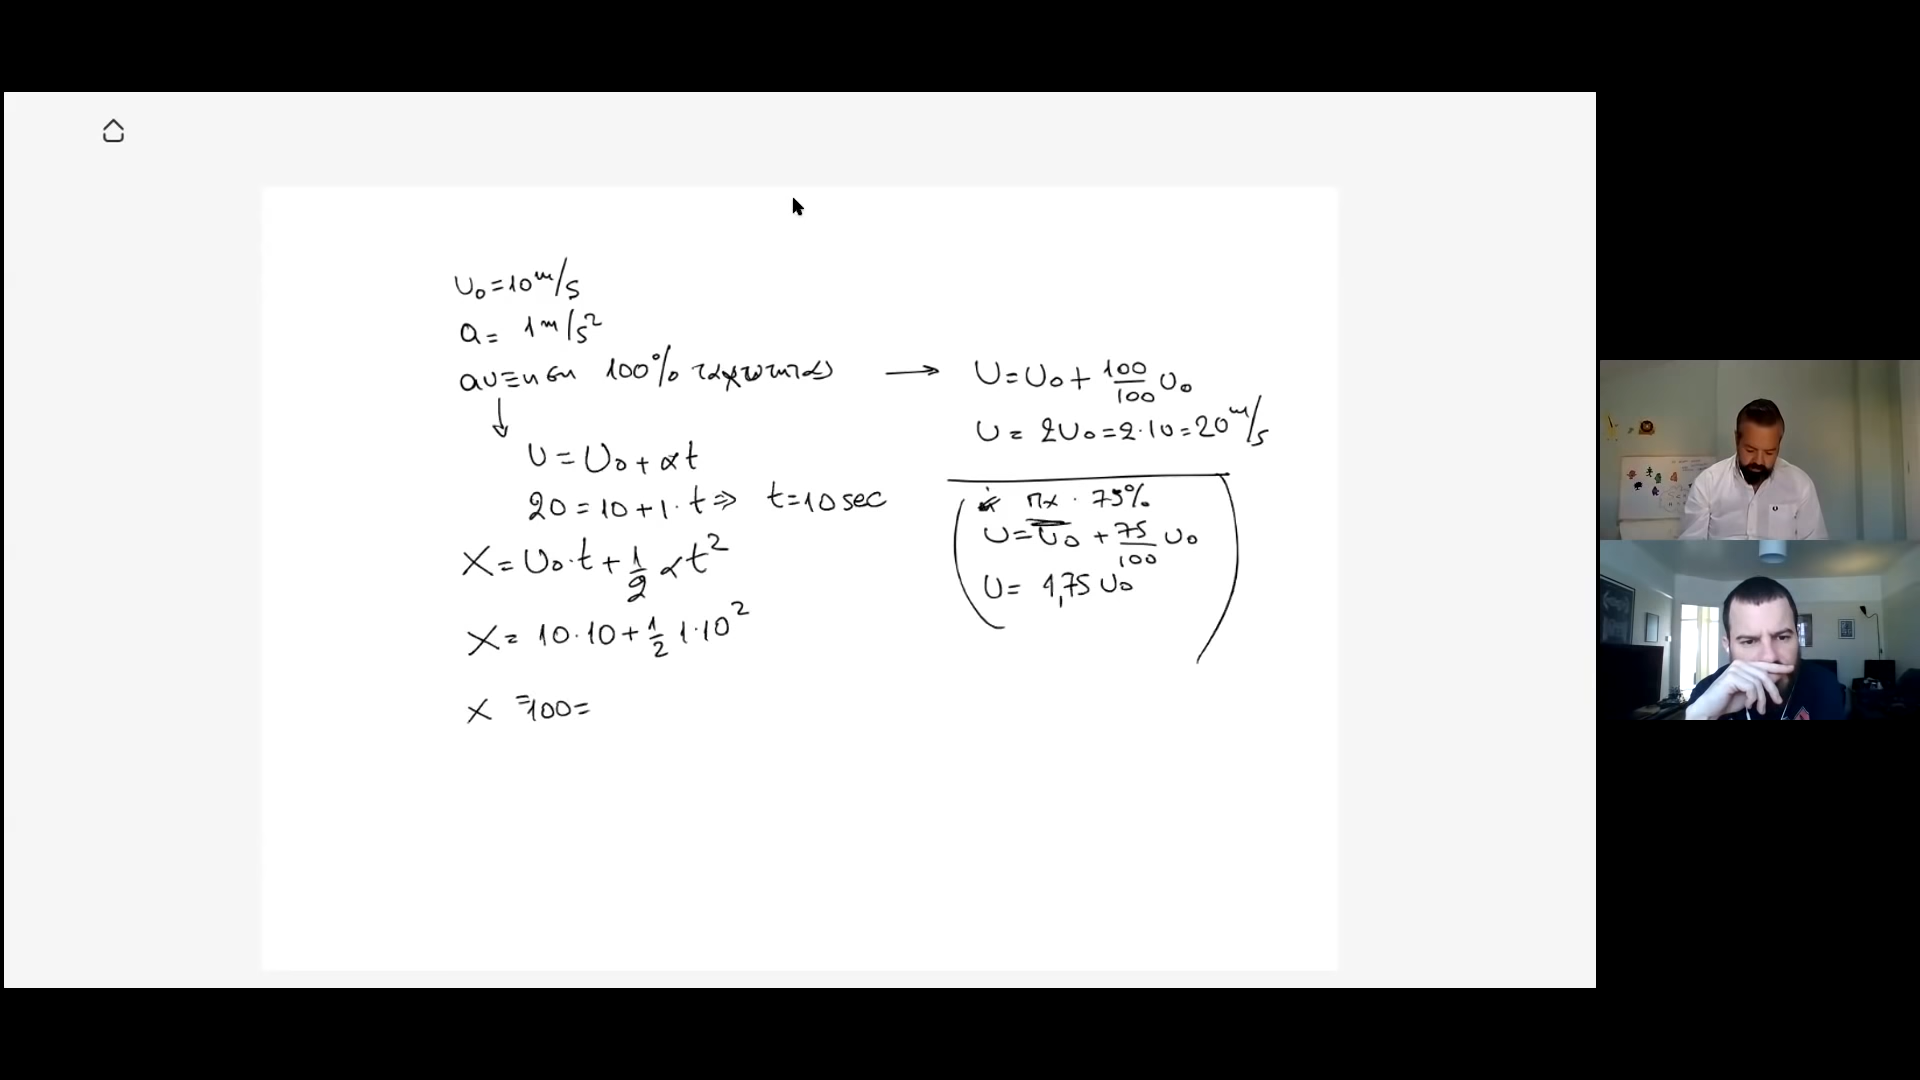 υ₀ = 10 m/s
a = 1 m/s²
αύξηση 100% ταχύτητας → υ = υ₀ + 100/100 υ₀
υ = 2υ₀ = 2·10 = 20 m/s
↓
υ = υ₀ + αt
20 = 10 + 1·t ⇒ t = 10 sec
x = υ₀·t + 1/2 αt²
x = 10·10 + 1/2 1·10²
x = 100 =
* πχ. 75%
υ = υ₀ + 75/100 υ₀
υ = 1,75 υ₀